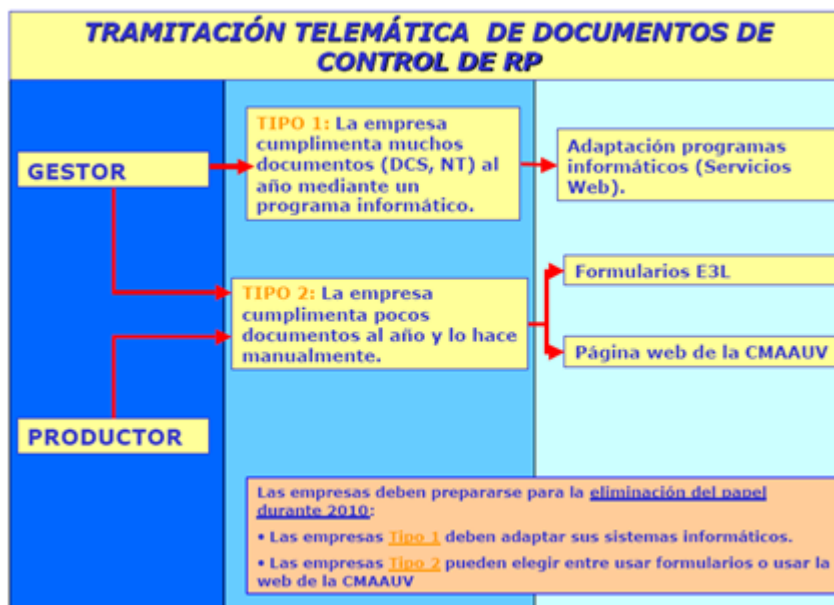 TRAMITACIÓN TELEMÁTICA DE DOCUMENTOS DE
CONTROL DE RP
GESTOR
TIPO 1: La empresa
cumplimenta muchos
documentos (DCS, NT) al
año mediante un
programa informático.
Adaptación programas
informáticos (Servicios
Web).
TIPO 2: La empresa
cumplimenta pocos
documentos al año y lo hace
manualmente.
Formularios E3L
Página web de la CMAAUV
PRODUCTOR
Las empresas deben prepararse para la eliminación del papel
durante 2010:
• Las empresas Tipo 1 deben adaptar sus sistemas informáticos.
• Las empresas Tipo 2 pueden elegir entre usar formularios o usar la
web de la CMAAUV